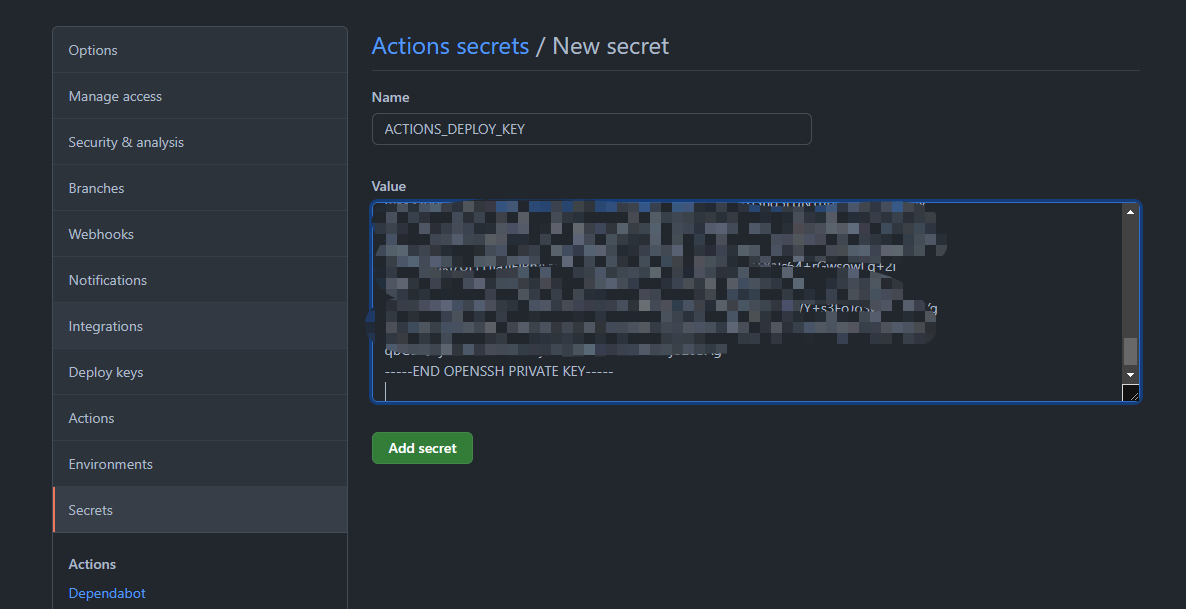 Options
Manage access
Security & analysis
Branches
Webhooks
Notifications
Integrations
Deploy keys
Actions
Environments
Secrets
Actions
Dependabot
Actions secrets / New secret
Name
ACTIONS_DEPLOY_KEY
Value
-----END OPENSSH PRIVATE KEY-----
Add secret